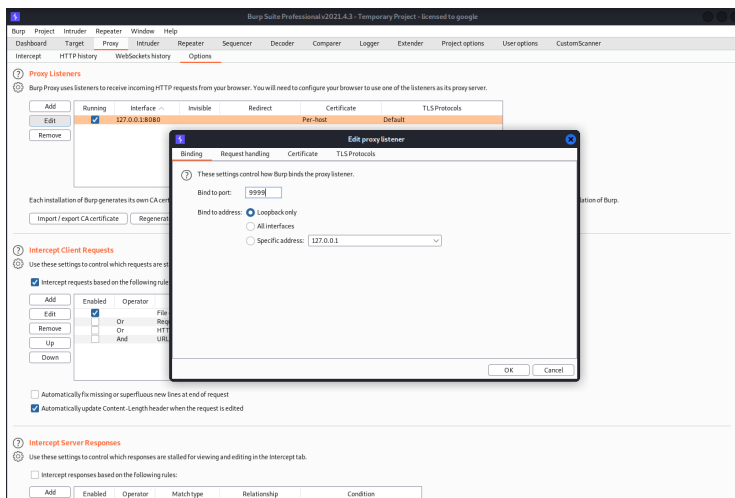 Burp Suite Professional v2021.4.3 - Temporary Project - licensed to google
Burp Project Intruder Repeater Window Help
Dashboard Target Proxy Intruder Repeater Sequencer Decoder Comparer Logger Extender Project options User options CustomScanner
Intercept HTTP history WebSockets history Options
Proxy Listeners
Burp Proxy uses listeners to receive incoming HTTP requests from your browser. You will need to configure your browser to use one of the listeners as its proxy server.
Add
Edit
Remove
Running Interface Invisible Redirect Certificate TLS Protocols
127.0.0.1:8080 Per-host Default
Edit proxy listener
Binding Request handling Certificate TLS Protocols
These settings control how Burp binds the proxy listener.
Bind to port: 9999
Bind to address: Loopback only
All interfaces
Specific address: 127.0.0.1
OK Cancel
Each installation of Burp generates its own CA cert
lation of Burp.
Import / export CA certificate Regenerat
Intercept Client Requests
Use these settings to control which requests are st
Intercept requests based on the following rule
Add
Edit
Remove
Up
Down
Enabled Operator
File
Or Requ
Or HTT
And URL
Automatically fix missing or superfluous new lines at end of request
Automatically update Content-Length header when the request is edited
Intercept Server Responses
Use these settings to control which responses are stalled for viewing and editing in the Intercept tab.
Intercept responses based on the following rules:
Add
Enabled Operator Match type Relationship Condition